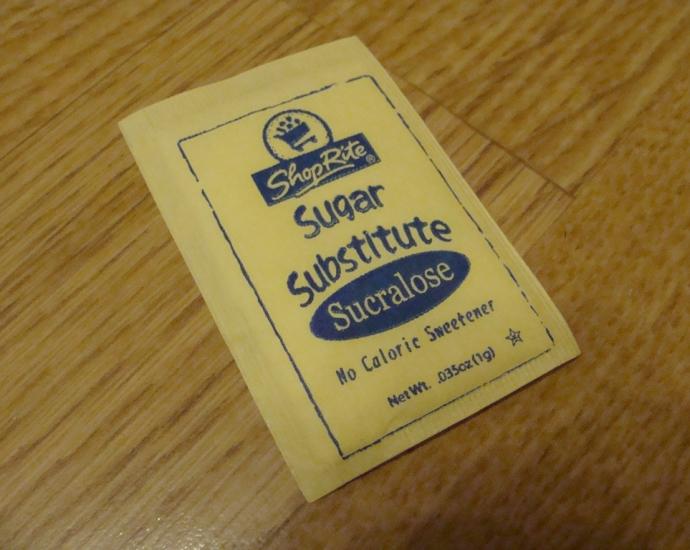 ShopRite®
Sugar
Substitute
Sucralose
No Calorie Sweetener
Net Wt. .035oz(1g)